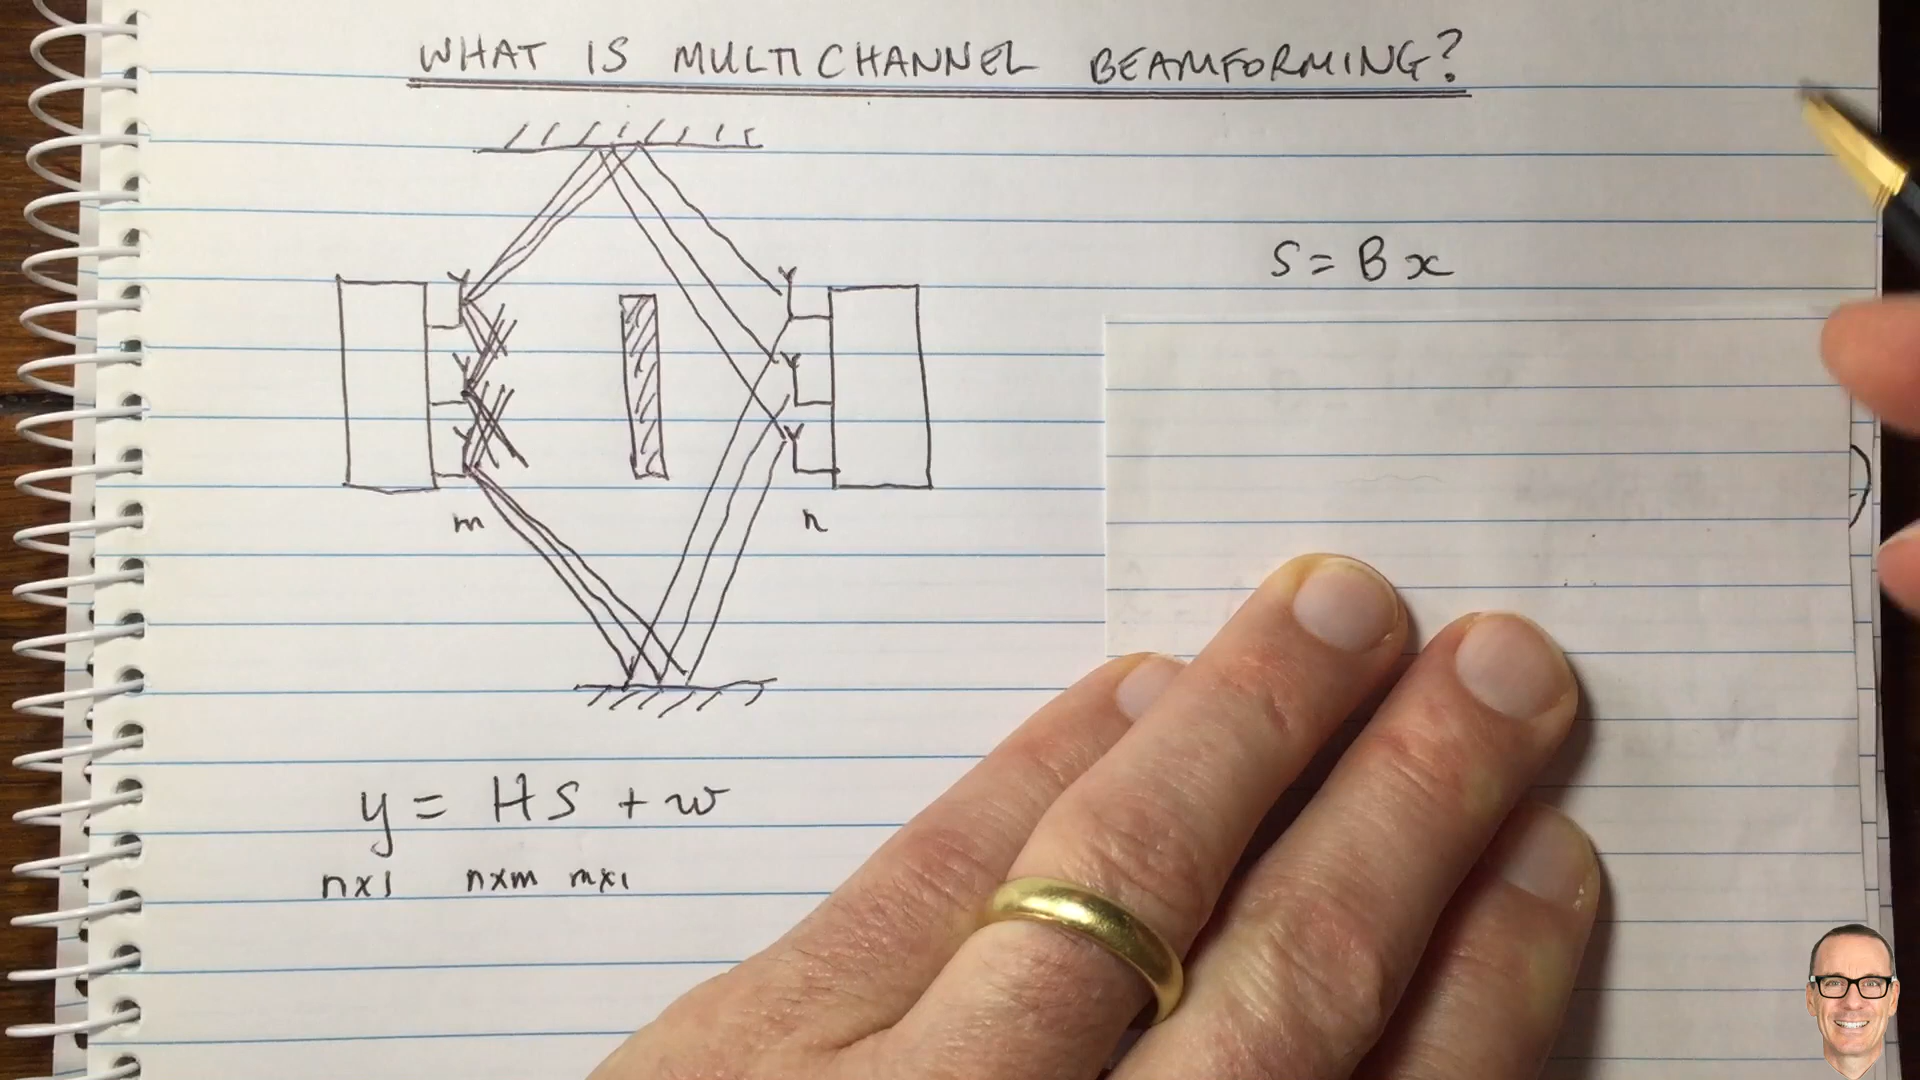 WHAT IS MULTICHANNEL BEAMFORMING?
S = B x
m
n
y = H S + w
n×1 n×m m×1